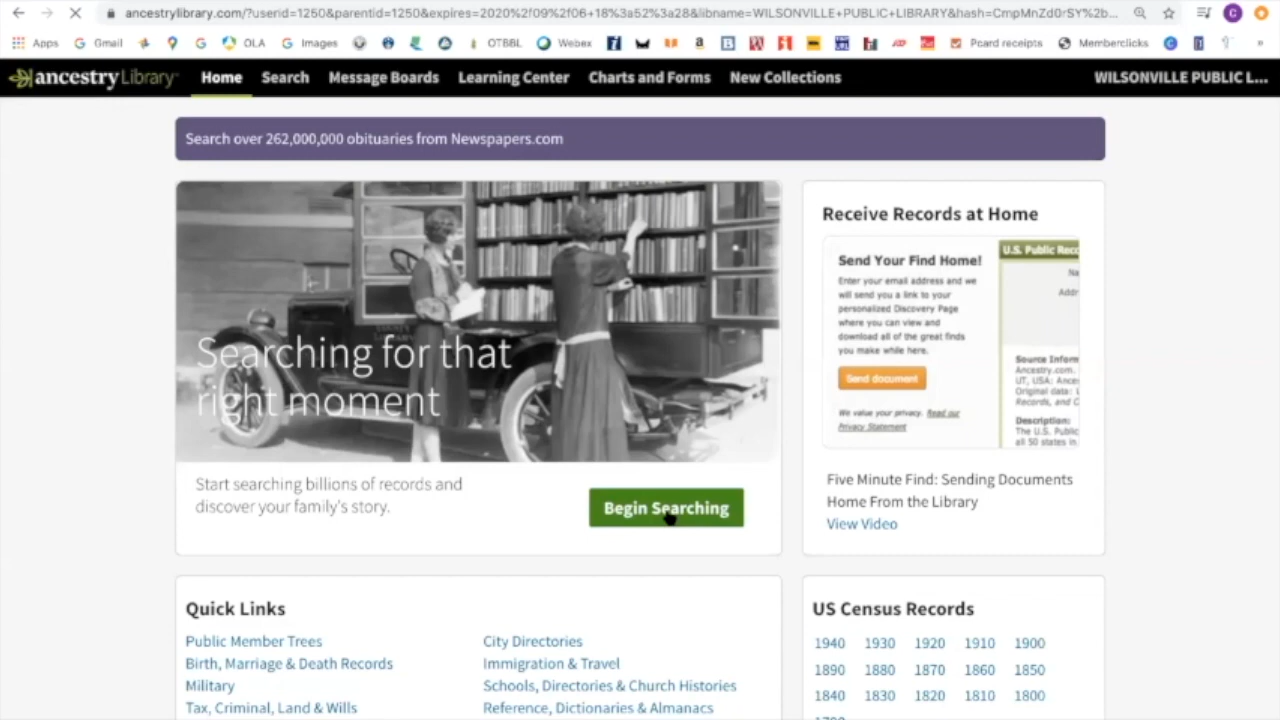 ancestrylibrary.com/?userid=1250&parentid=1250&expires=2020%2f09%2f06+18%3a52%3a28&libname=WILSONVILLE+PUBLIC+LIBRARY&hash=CmpMnZd0rSY%2b...
Apps Gmail OLA Images OTBBL Webex Pcard receipts Memberclicks »
ancestryLibrary Home Search Message Boards Learning Center Charts and Forms New Collections WILSONVILLE PUBLIC L...
Search over 262,000,000 obituaries from Newspapers.com
Searching for that
right moment
Start searching billions of records and
discover your family's story.
Begin Searching
Receive Records at Home
Send Your Find Home!
Enter your email address and we
will send you a link to your
personalized Discovery Page
where you can view and
download all of the great finds
you make while here.
Send document
We value your privacy. Read our
Privacy Statement
U.S. Public Reco
Na
Addr
Source Inform
Ancestry.com.
UT, USA: Ances
Original data: U
Records, and C
Description:
The U.S. Public
all 50 states in
Five Minute Find: Sending Documents
Home From the Library
View Video
Quick Links
Public Member Trees
Birth, Marriage & Death Records
Military
Tax, Criminal, Land & Wills
City Directories
Immigration & Travel
Schools, Directories & Church Histories
Reference, Dictionaries & Almanacs
US Census Records
1940 1930 1920 1910 1900
1890 1880 1870 1860 1850
1840 1830 1820 1810 1800
1790